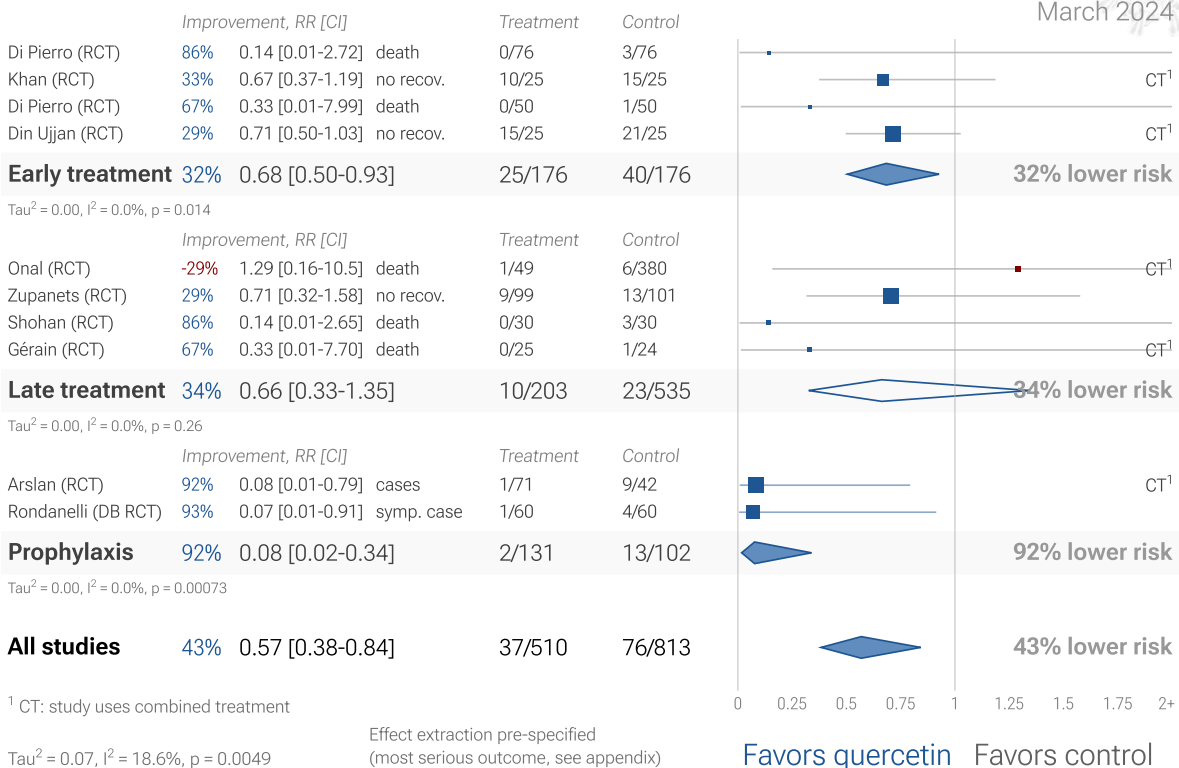 March 2024
Improvement, RR [CI] Treatment Control
Di Pierro (RCT) 86% 0.14 [0.01-2.72] death 0/76 3/76
Khan (RCT) 33% 0.67 [0.37-1.19] no recov. 10/25 15/25 CT¹
Di Pierro (RCT) 67% 0.33 [0.01-7.99] death 0/50 1/50
Din Ujjan (RCT) 29% 0.71 [0.50-1.03] no recov. 15/25 21/25 CT¹
Early treatment 32% 0.68 [0.50-0.93] 25/176 40/176 32% lower risk
Tau² = 0.00, I² = 0.0%, p = 0.014
Improvement, RR [CI] Treatment Control
Onal (RCT) -29% 1.29 [0.16-10.5] death 1/49 6/380 CT¹
Zupanets (RCT) 29% 0.71 [0.32-1.58] no recov. 9/99 13/101
Shohan (RCT) 86% 0.14 [0.01-2.65] death 0/30 3/30
Gérain (RCT) 67% 0.33 [0.01-7.70] death 0/25 1/24 CT¹
Late treatment 34% 0.66 [0.33-1.35] 10/203 23/535 34% lower risk
Tau² = 0.00, I² = 0.0%, p = 0.26
Improvement, RR [CI] Treatment Control
Arslan (RCT) 92% 0.08 [0.01-0.79] cases 1/71 9/42 CT¹
Rondanelli (DB RCT) 93% 0.07 [0.01-0.91] symp. case 1/60 4/60
Prophylaxis 92% 0.08 [0.02-0.34] 2/131 13/102 92% lower risk
Tau² = 0.00, I² = 0.0%, p = 0.00073
All studies 43% 0.57 [0.38-0.84] 37/510 76/813 43% lower risk
0 0.25 0.5 0.75 1 1.25 1.5 1.75 2+
¹ CT: study uses combined treatment
Effect extraction pre-specified
(most serious outcome, see appendix)
Tau² = 0.07, I² = 18.6%, p = 0.0049
Favors quercetin Favors control